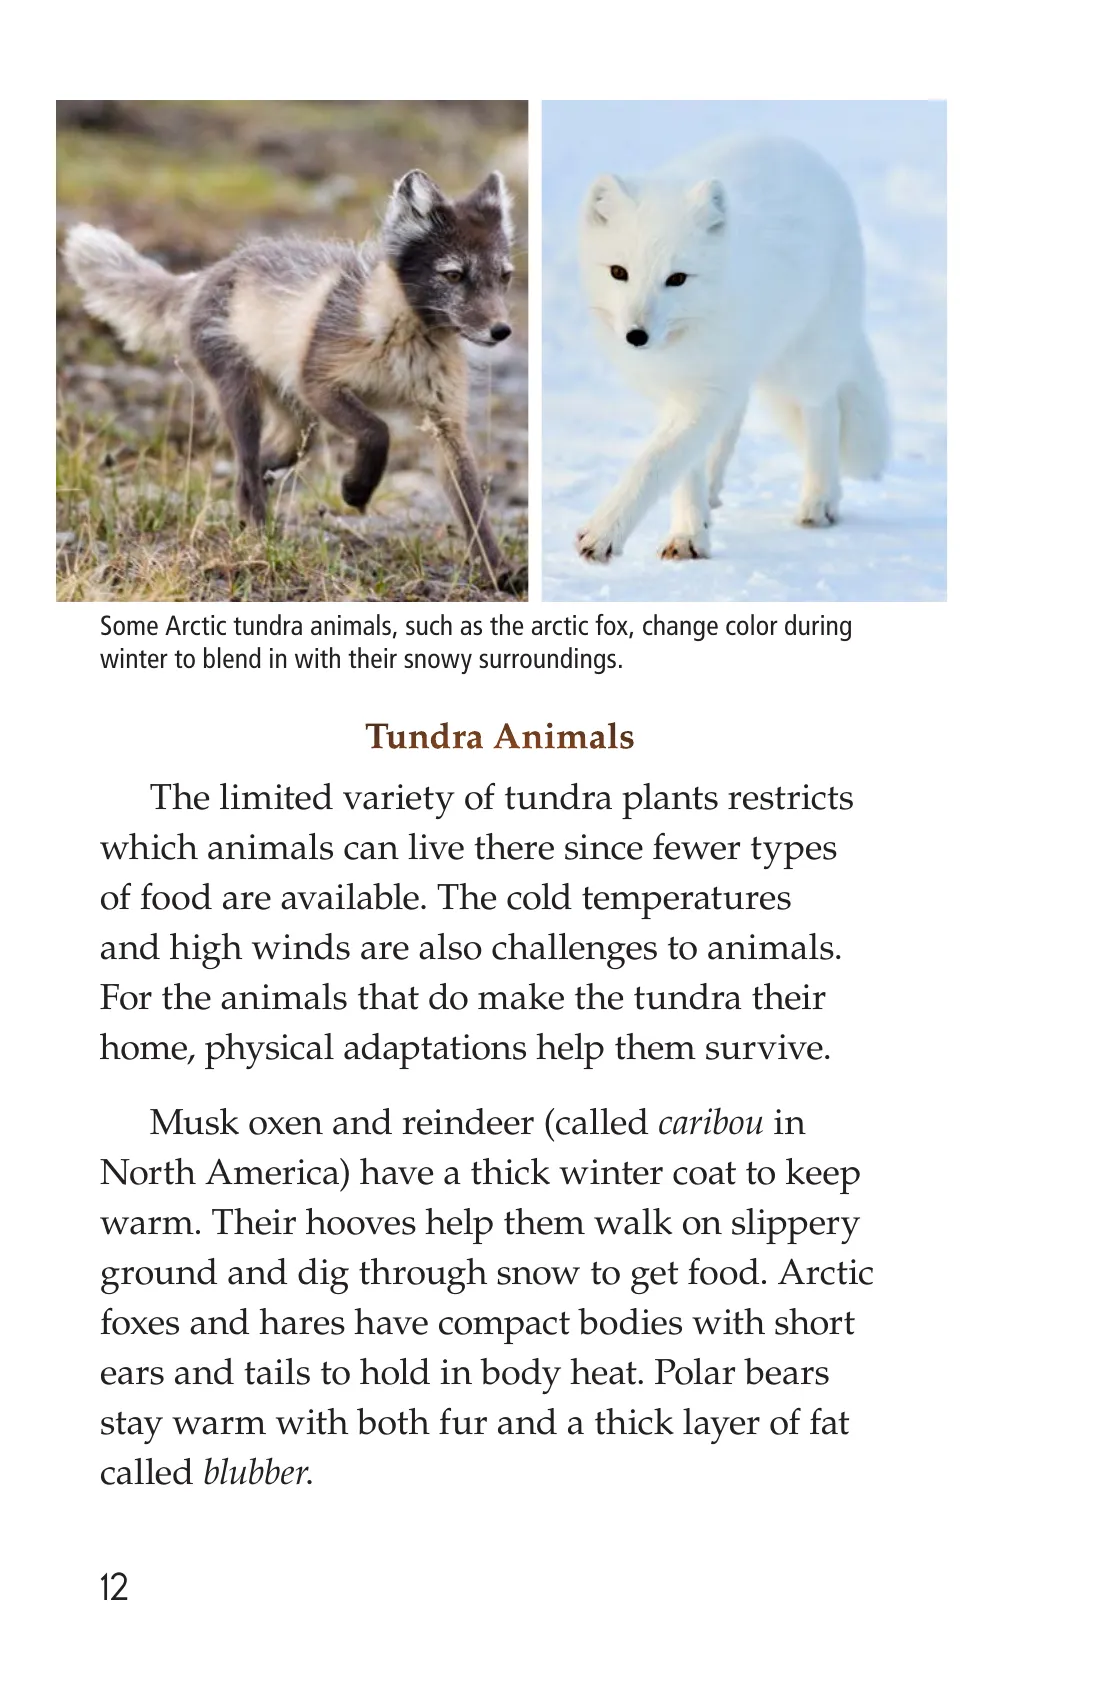 Some Arctic tundra animals, such as the arctic fox, change color during
winter to blend in with their snowy surroundings.
Tundra Animals
The limited variety of tundra plants restricts
which animals can live there since fewer types
of food are available. The cold temperatures
and high winds are also challenges to animals.
For the animals that do make the tundra their
home, physical adaptations help them survive.
Musk oxen and reindeer (called caribou in
North America) have a thick winter coat to keep
warm. Their hooves help them walk on slippery
ground and dig through snow to get food. Arctic
foxes and hares have compact bodies with short
ears and tails to hold in body heat. Polar bears
stay warm with both fur and a thick layer of fat
called blubber.
12